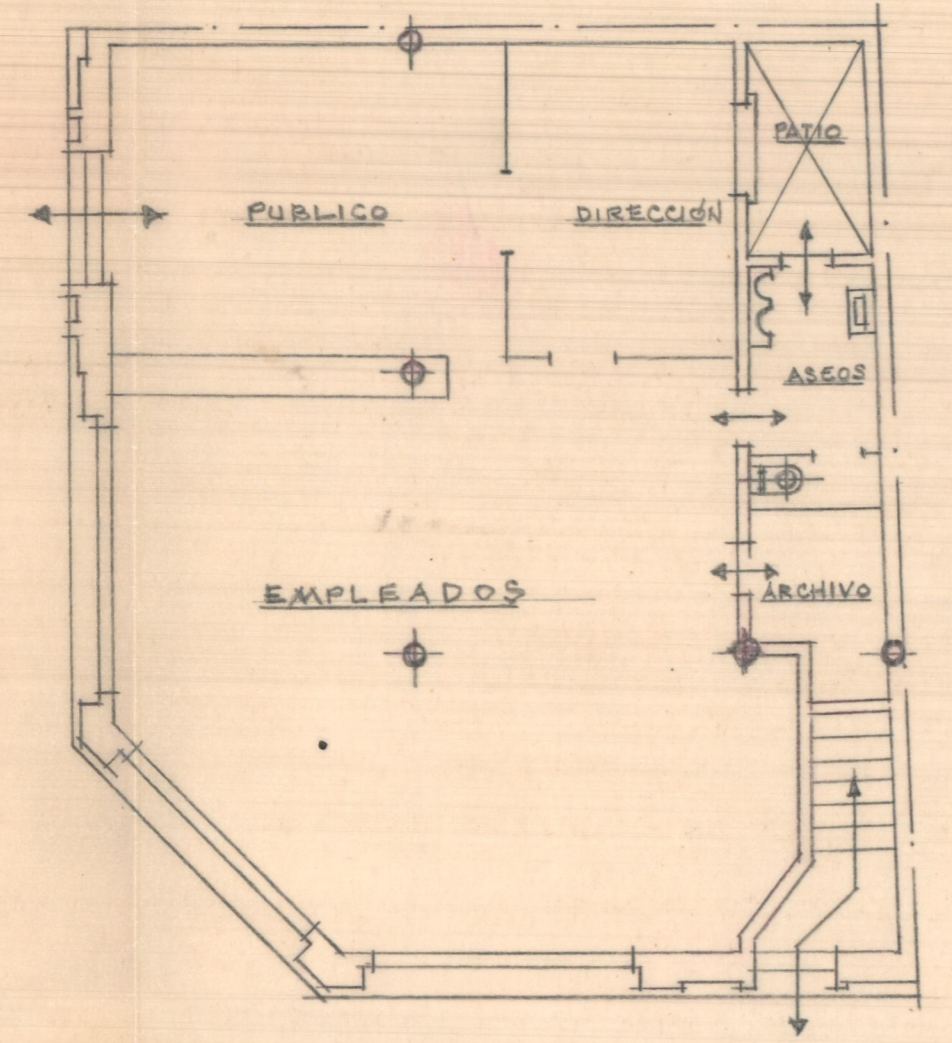 PATIO
PUBLICO
DIRECCIÓN
ASEOS
EMPLEADOS
ARCHIVO